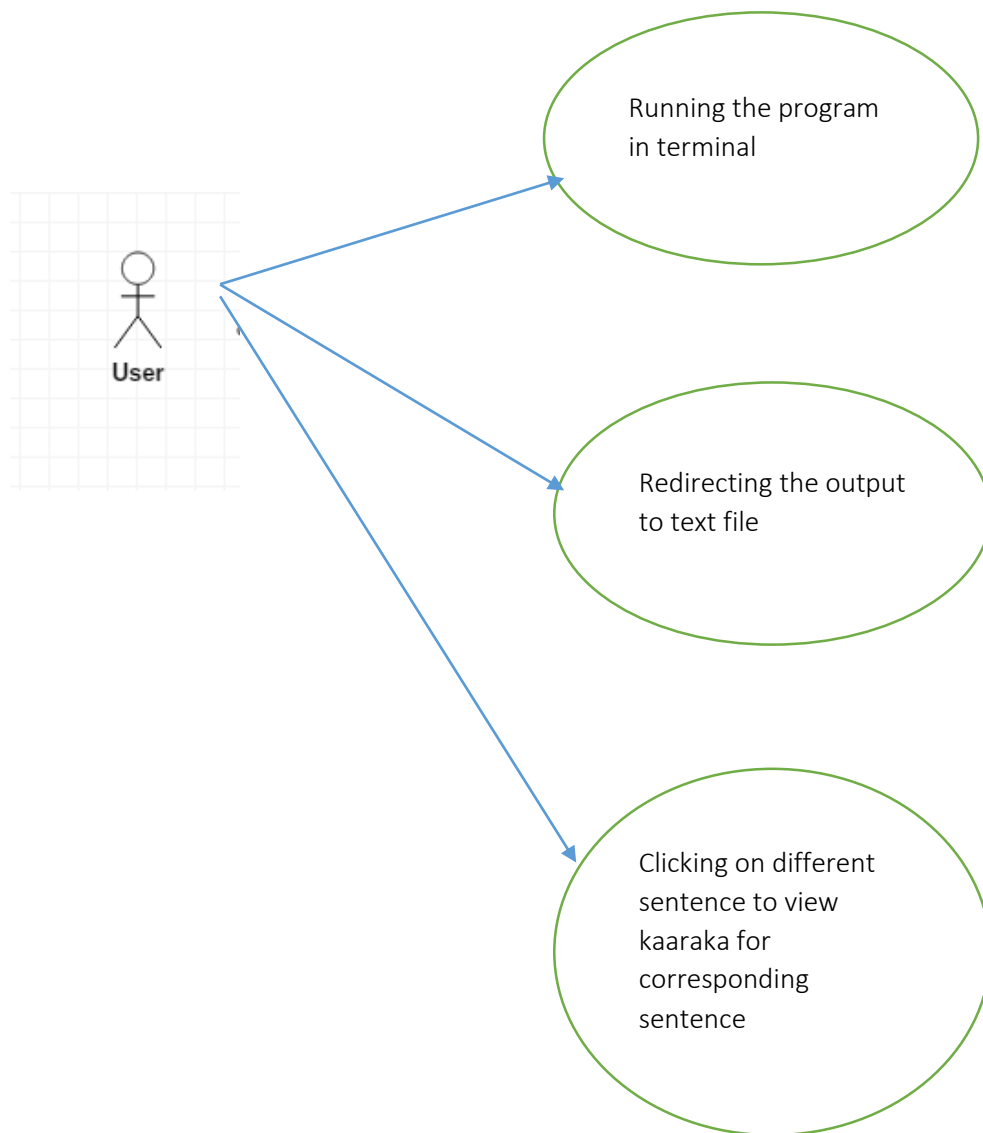 Running the program
in terminal
User
Redirecting the output
to text file
Clicking on different
sentence to view
kaaraka for
corresponding
sentence